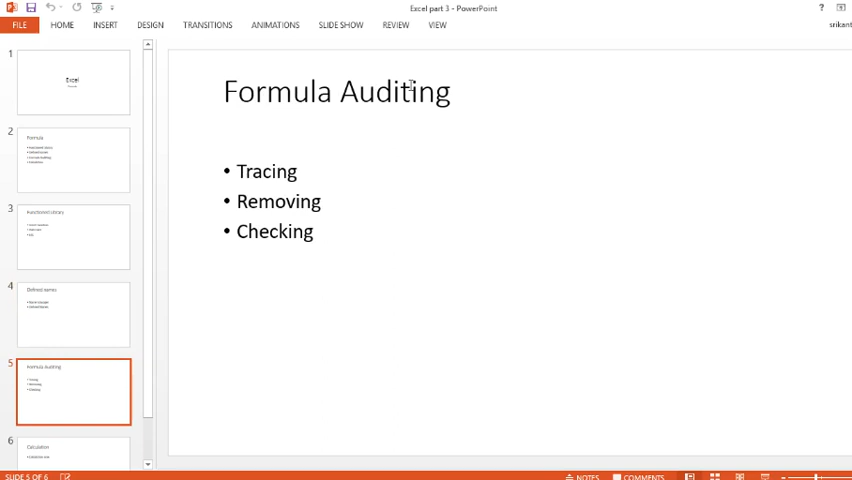 Excel part 3 - PowerPoint
?
FILE HOME INSERT DESIGN TRANSITIONS ANIMATIONS SLIDE SHOW REVIEW VIEW srikant
1
Excel
2
Formula
3
4
Defined names
5
Formula Auditing
Tracing
Removing
Checking
6
Calculation
Formula Auditing
• Tracing
• Removing
• Checking
SLIDE 5 OF 6 NOTES COMMENTS